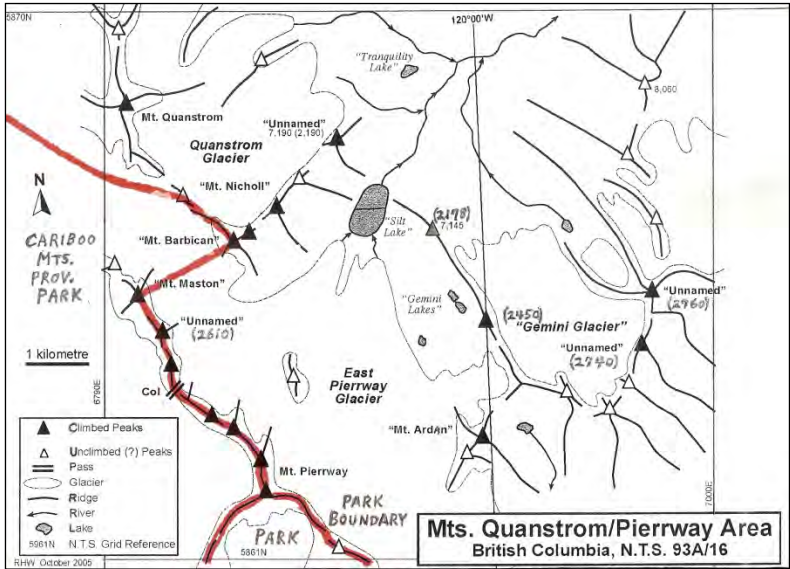 5870N
120°00'W
"Tranquility
Lake"
8,060
Mt. Quanstrom
"Unnamed"
7,190 (2,190)
Quanstrom
Glacier
N
"Mt. Nicholl"
CARIBOO
MTS.
PROV.
PARK
"Mt. Barbican"
"Silt
Lake"
(2178)
7,145
"Mt. Maston"
"Gemini
Lakes"
"Unnamed"
(2960)
"Unnamed"
(2610)
(2450)
"Gemini Glacier"
"Unnamed"
(2740)
1 kilometre
6790E
Col
East
Pierrway
Glacier
"Mt. Ardan"
Mt. Pierrway
7000E
Climbed Peaks
Unclimbed (?) Peaks
Pass
Glacier
Ridge
River
Lake
5961N N.T.S. Grid Reference
PARK
BOUNDARY
PARK
5861N
RHW October 2005
Mts. Quanstrom/Pierrway Area
British Columbia, N.T.S. 93A/16